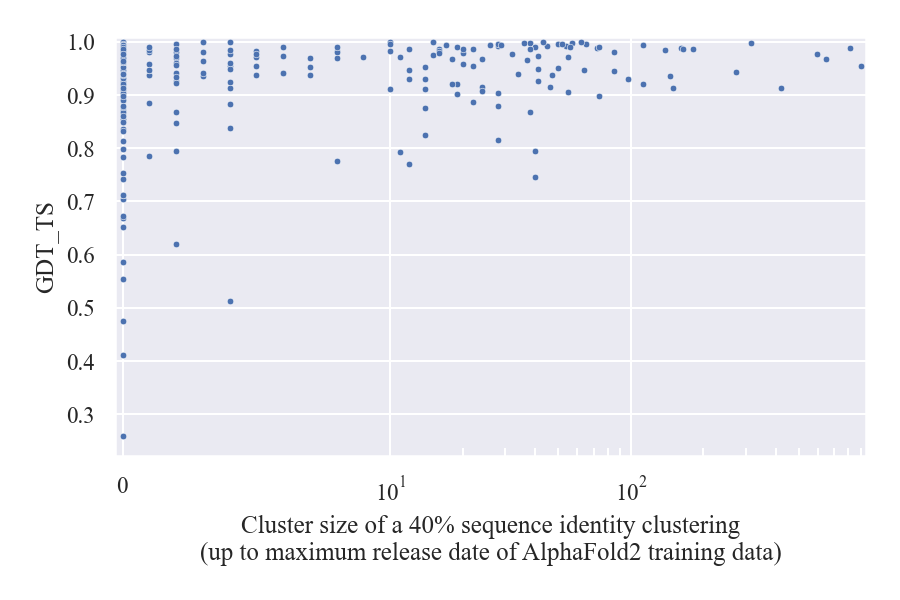 1.0
0.9
0.8
0.7
0.6
0.5
0.4
0.3
GDT_TS
0 10^1 10^2
Cluster size of a 40% sequence identity clustering
(up to maximum release date of AlphaFold2 training data)